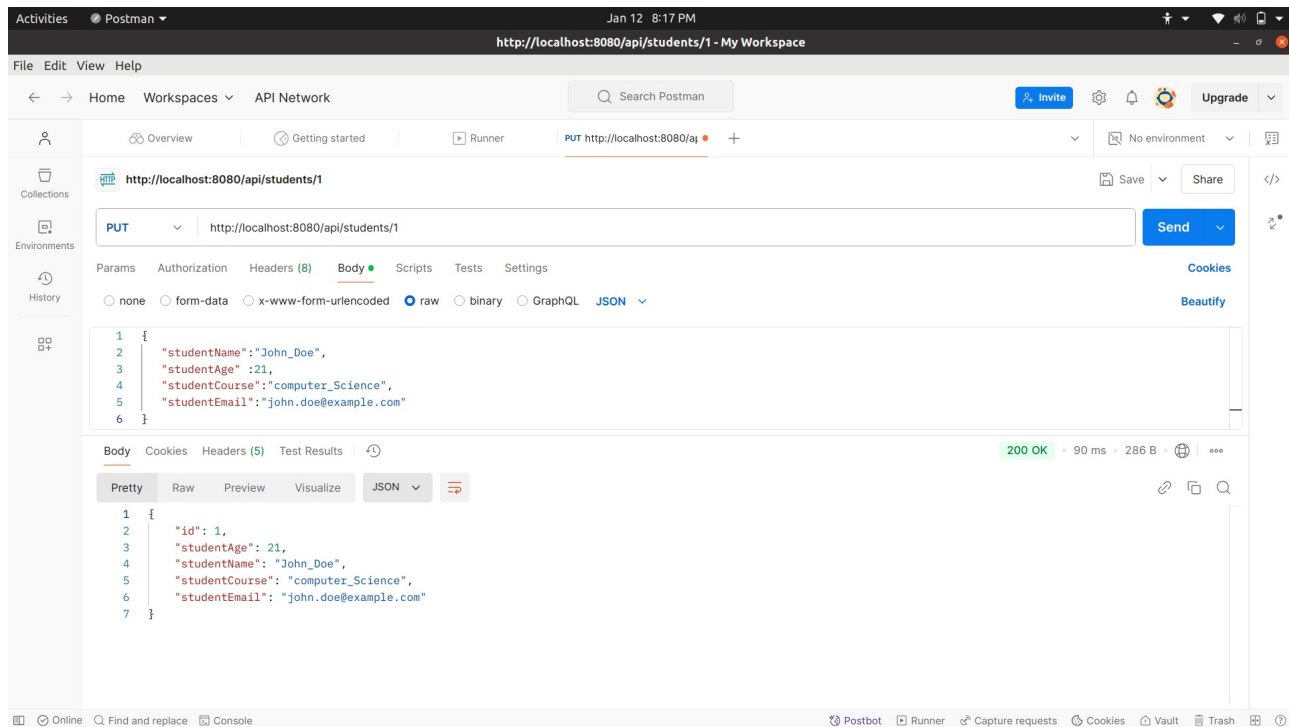 Activities Postman Jan 12 8:17 PM
http://localhost:8080/api/students/1 - My Workspace
File Edit View Help
Home Workspaces API Network Search Postman Invite Upgrade
Overview Getting started Runner PUT http://localhost:8080/ap No environment
HTTP http://localhost:8080/api/students/1 Save Share
Collections
PUT http://localhost:8080/api/students/1 Send
Environments
Params Authorization Headers (8) Body Scripts Tests Settings Cookies
History
none form-data x-www-form-urlencoded raw binary GraphQL JSON Beautify
1 {
2 "studentName":"John_Doe",
3 "studentAge" :21,
4 "studentCourse":"computer_Science",
5 "studentEmail":"john.doe@example.com"
6 }
Body Cookies Headers (5) Test Results 200 OK 90 ms 286 B
Pretty Raw Preview Visualize JSON
1 {
2 "id": 1,
3 "studentAge": 21,
4 "studentName": "John_Doe",
5 "studentCourse": "computer_Science",
6 "studentEmail": "john.doe@example.com"
7 }
Online Find and replace Console Postbot Runner Capture requests Cookies Vault Trash